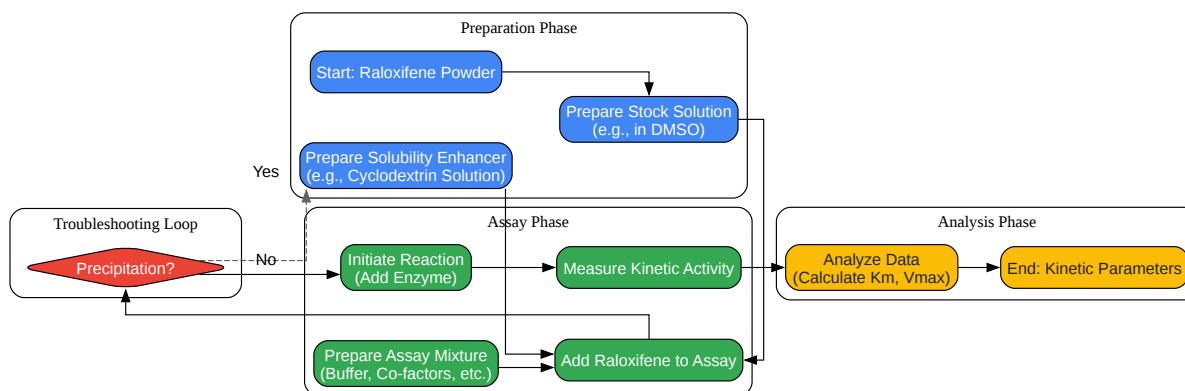 Preparation Phase
Start: Raloxifene Powder
Prepare Stock Solution
(e.g., in DMSO)
Prepare Solubility Enhancer
(e.g., Cyclodextrin Solution)
Yes
Troubleshooting Loop
Precipitation?
No
Assay Phase
Initiate Reaction
(Add Enzyme)
Measure Kinetic Activity
Prepare Assay Mixture
(Buffer, Co-factors, etc.)
Add Raloxifene to Assay
Analysis Phase
Analyze Data
(Calculate Km, Vmax)
End: Kinetic Parameters